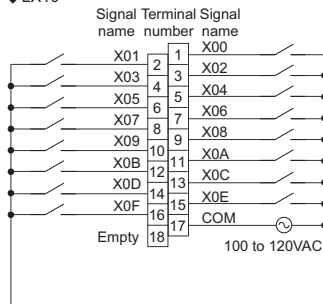 Signal Terminal Signal
name number name
X00
1
X01
2
X02
3
X03
4
X04
5
X05
6
X06
7
X07
8
X08
9
X09
10
X0A
11
X0B
12
X0C
13
X0D
14
X0E
15
X0F
16
COM
17
Empty 18
100 to 120VAC